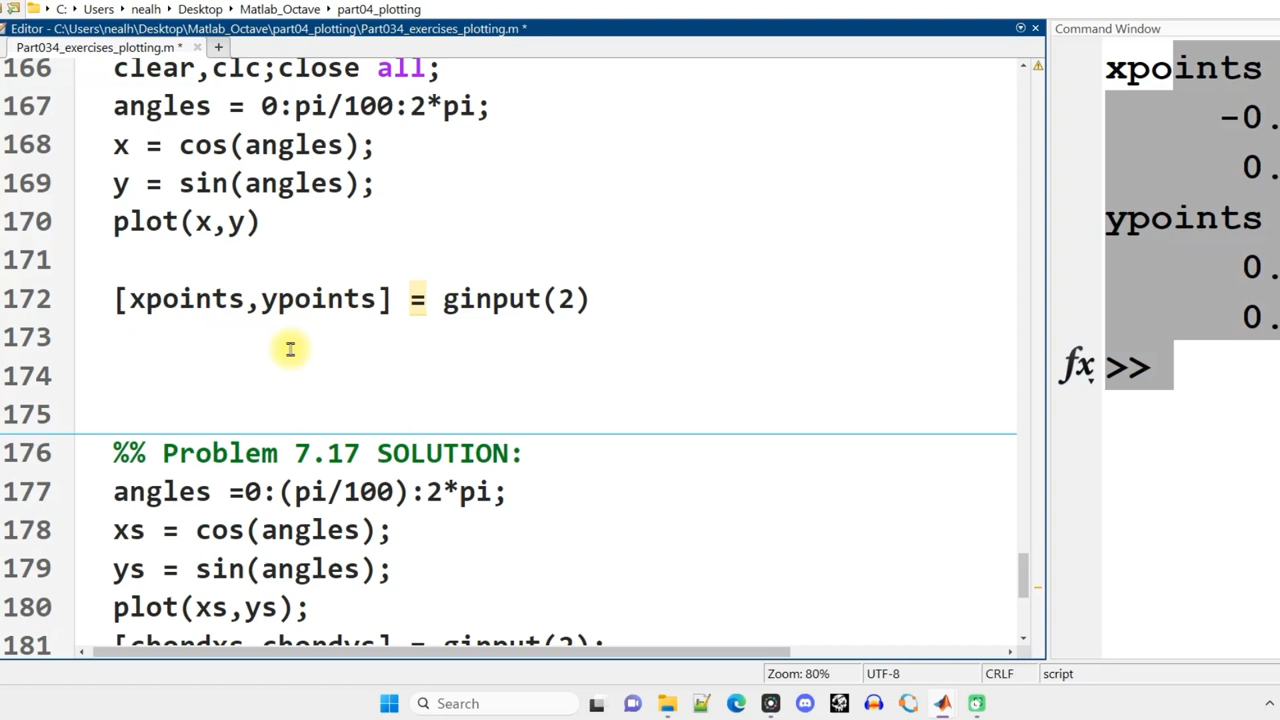 C: Users nealh Desktop Matlab_Octave part04_plotting
Editor - C:\Users\nealh\Desktop\Matlab_Octave\part04_plotting\Part034_exercises_plotting.m *
Command Window
Part034_exercises_plotting.m * × +
166 clear,clc;close all;
167 angles = 0:pi/100:2*pi;
168 x = cos(angles);
169 y = sin(angles);
170 plot(x,y)
171
172 [xpoints,ypoints] = ginput(2)
173
174
175
176 %% Problem 7.17 SOLUTION:
177 angles =0:(pi/100):2*pi;
178 xs = cos(angles);
179 ys = sin(angles);
180 plot(xs,ys);
181 [chordxs,chordys] = ginput(2);
xpoints
-0.
0.
ypoints
0.
0.
fx >>
Zoom: 80% UTF-8 CRLF script
Search